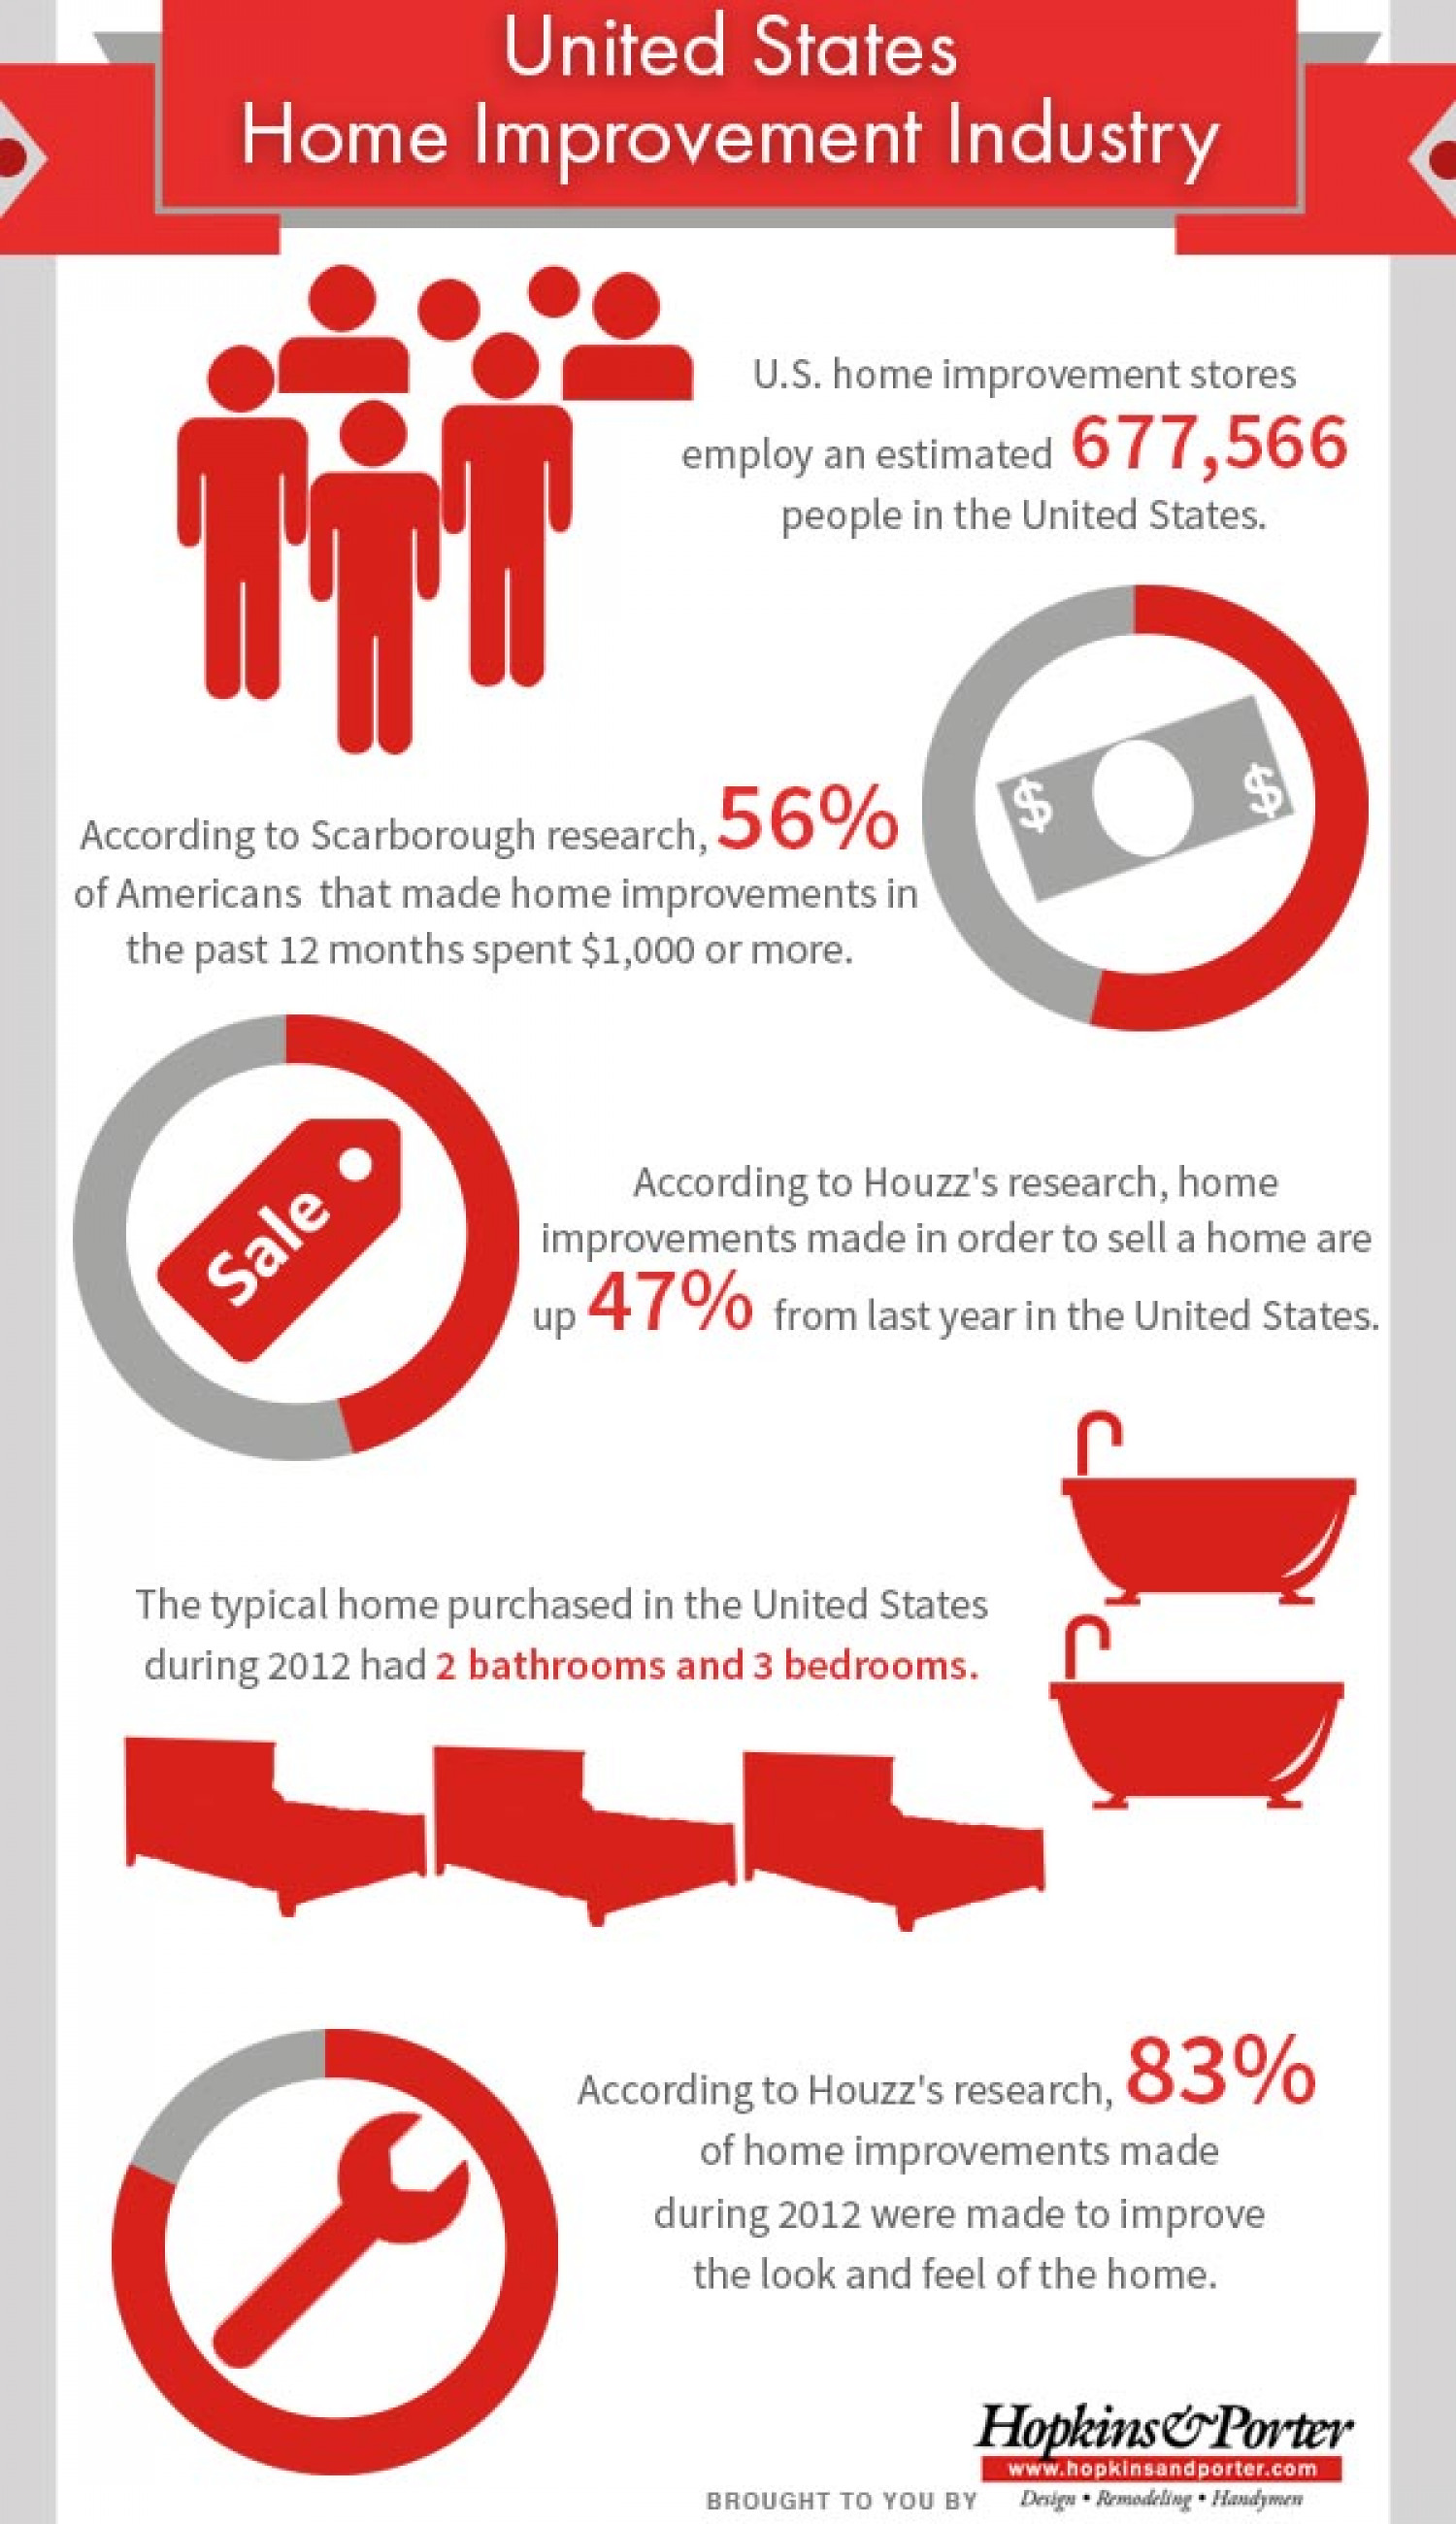 United States
Home Improvement Industry
U.S. home improvement stores
employ an estimated 677,566
people in the United States.
$ $
According to Scarborough research, 56%
of Americans that made home improvements in
the past 12 months spent $1,000 or more.
Sale
According to Houzz's research, home
improvements made in order to sell a home are
up 47% from last year in the United States.
The typical home purchased in the United States
during 2012 had 2 bathrooms and 3 bedrooms.
According to Houzz's research, 83%
of home improvements made
during 2012 were made to improve
the look and feel of the home.
Hopkins&Porter
www.hopkinsandporter.com
BROUGHT TO YOU BY Design • Remodeling • Handymen